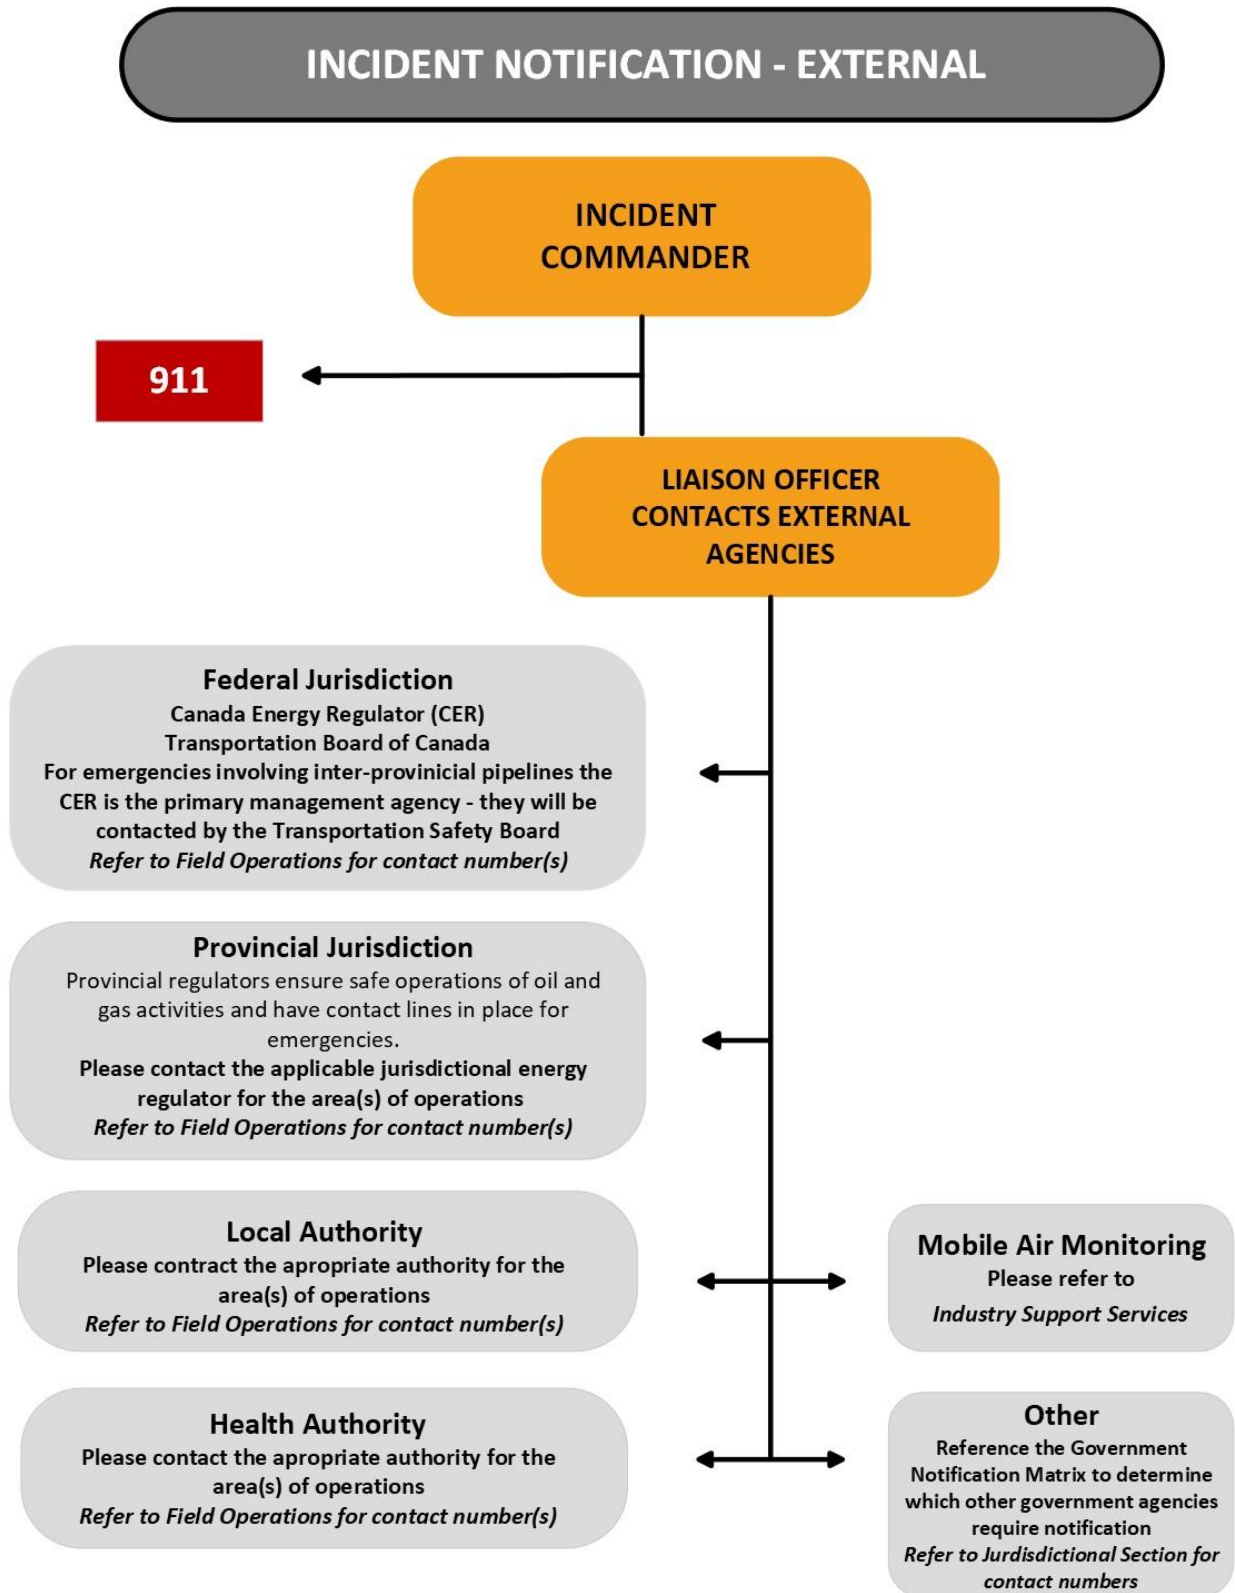 INCIDENT NOTIFICATION - EXTERNAL
INCIDENT
COMMANDER
911
LIAISON OFFICER
CONTACTS EXTERNAL
AGENCIES
Federal Jurisdiction
Canada Energy Regulator (CER)
Transportation Board of Canada
For emergencies involving inter-provinicial pipelines the
CER is the primary management agency - they will be
contacted by the Transportation Safety Board
Refer to Field Operations for contact number(s)
Provincial Jurisdiction
Provincial regulators ensure safe operations of oil and
gas activities and have contact lines in place for
emergencies.
Please contact the applicable jurisdictional energy
regulator for the area(s) of operations
Refer to Field Operations for contact number(s)
Local Authority
Please contract the apropriate authority for the
area(s) of operations
Refer to Field Operations for contact number(s)
Mobile Air Monitoring
Please refer to
Industry Support Services
Health Authority
Please contact the apropriate authority for the
area(s) of operations
Refer to Field Operations for contact number(s)
Other
Reference the Government
Notification Matrix to determine
which other government agencies
require notification
Refer to Jurdisdictional Section for
contact numbers